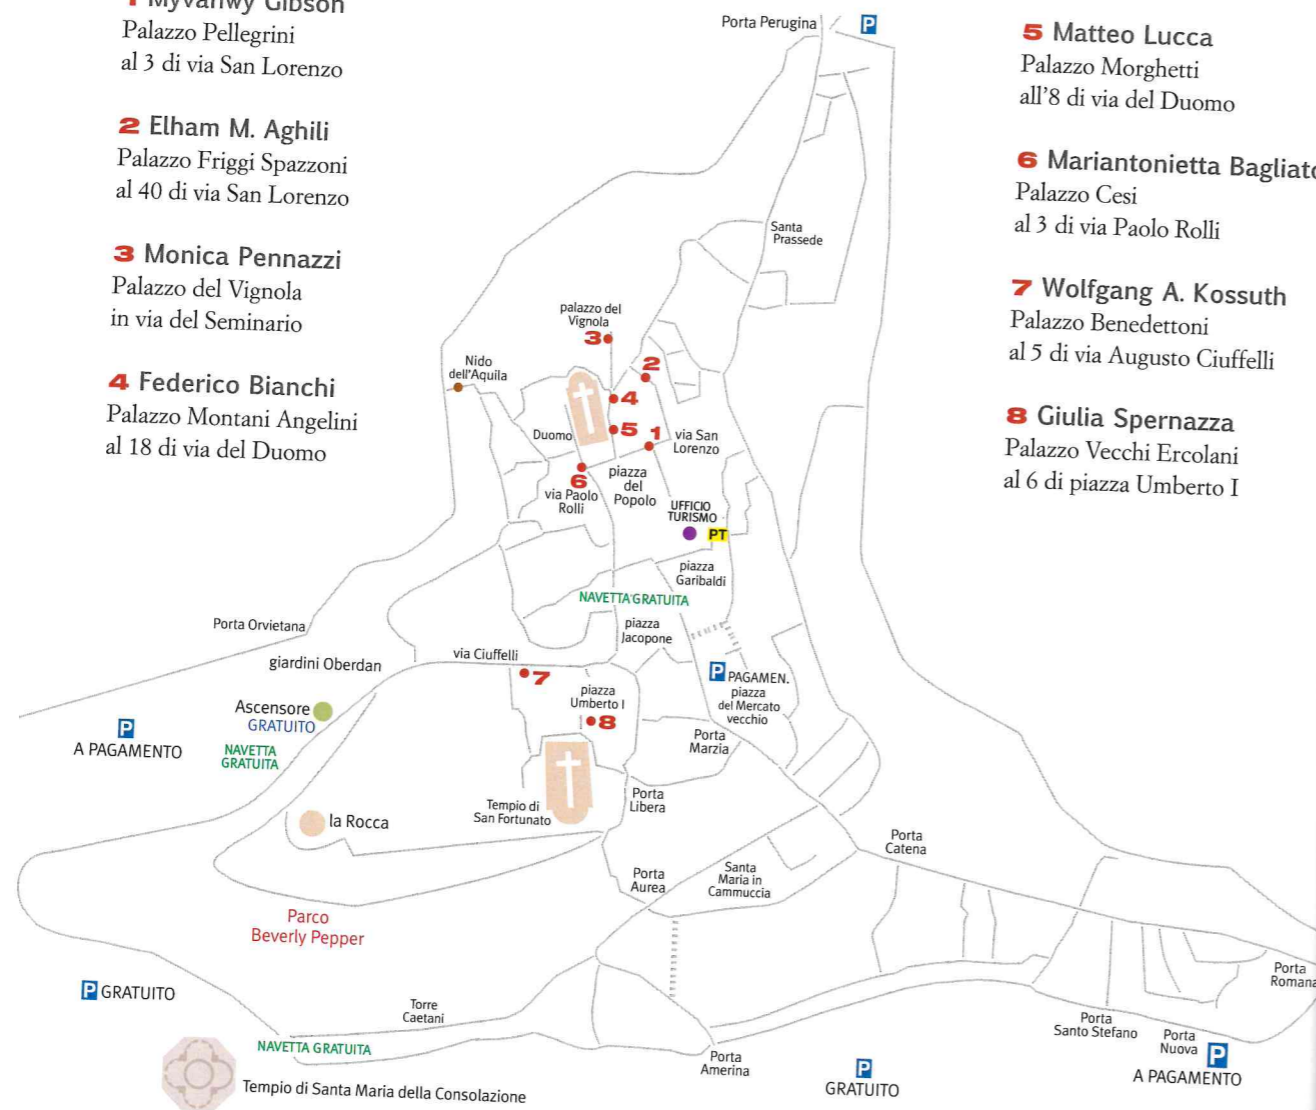 1 Myvanwy Gibson
Palazzo Pellegrini
al 3 di via San Lorenzo
2 Elham M. Aghili
Palazzo Friggi Spazzoni
al 40 di via San Lorenzo
3 Monica Pennazzi
Palazzo del Vignola
in via del Seminario
4 Federico Bianchi
Palazzo Montani Angelini
al 18 di via del Duomo
5 Matteo Lucca
Palazzo Morghetti
all'8 di via del Duomo
6 Mariantonietta Bagliato
Palazzo Cesi
al 3 di via Paolo Rolli
7 Wolfgang A. Kossuth
Palazzo Benedettoni
al 5 di via Augusto Ciuffelli
8 Giulia Spernazza
Palazzo Vecchi Ercolani
al 6 di piazza Umberto I
Porta Perugina
P
Santa
Prassede
palazzo del
Vignola
3
2
Nido
dell'Aquila
4
Duomo
5
1
via San
Lorenzo
6
piazza
del
Popolo
via Paolo
Rolli
UFFICIO
TURISMO
PT
piazza
Garibaldi
NAVETTA GRATUITA
Porta Orvietana
piazza
Jacopone
giardini Oberdan
via Ciuffelli
7
P PAGAMEN.
piazza
del Mercato
vecchio
piazza
Umberto I
8
Ascensore
GRATUITO
P
A PAGAMENTO
NAVETTA
GRATUITA
Porta
Marzia
Porta
Libera
Tempio di
San Fortunato
la Rocca
Porta
Catena
Porta
Aurea
Santa
Maria in
Cammuccia
Parco
Beverly Pepper
P GRATUITO
Torre
Caetani
NAVETTA GRATUITA
Tempio di Santa Maria della Consolazione
Porta
Amerina
P
GRATUITO
Porta
Santo Stefano
Porta
Nuova
P
A PAGAMENTO
Porta
Romana